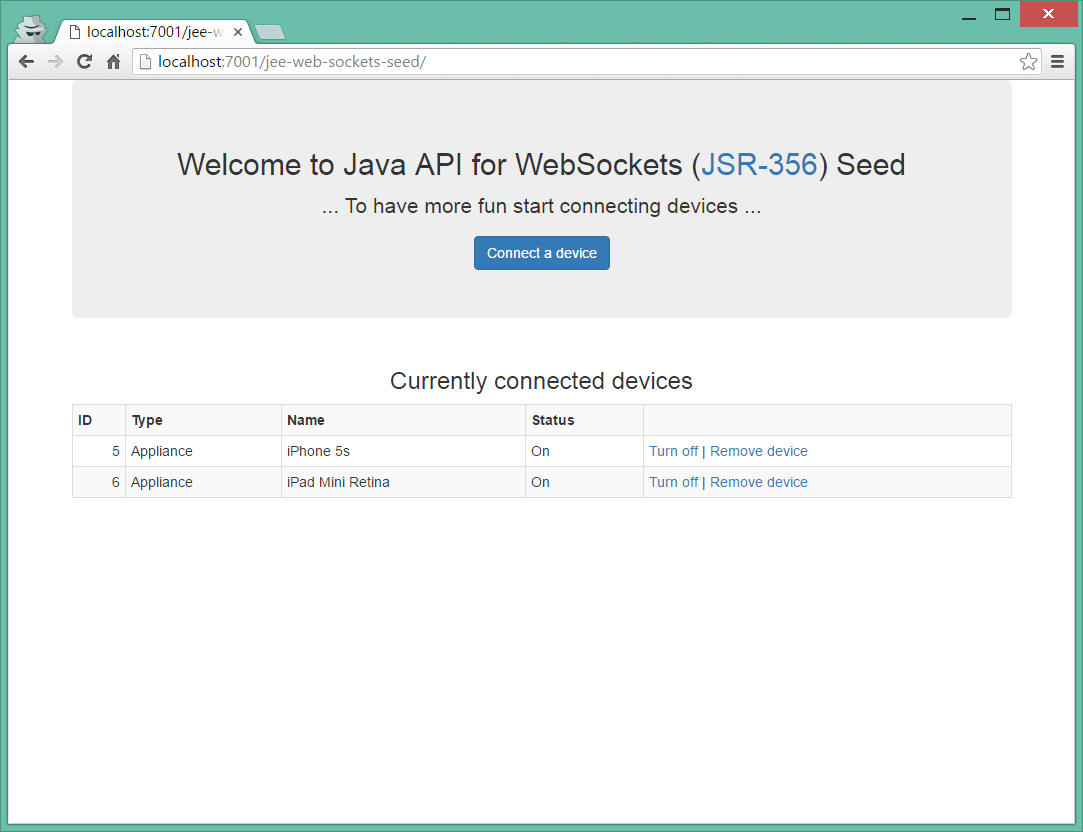 localhost:7001/jee-w
localhost:7001/jee-web-sockets-seed/
Welcome to Java API for WebSockets (JSR-356) Seed
... To have more fun start connecting devices ...
Connect a device
Currently connected devices
ID Type Name Status
5 Appliance iPhone 5s On Turn off | Remove device
6 Appliance iPad Mini Retina On Turn off | Remove device